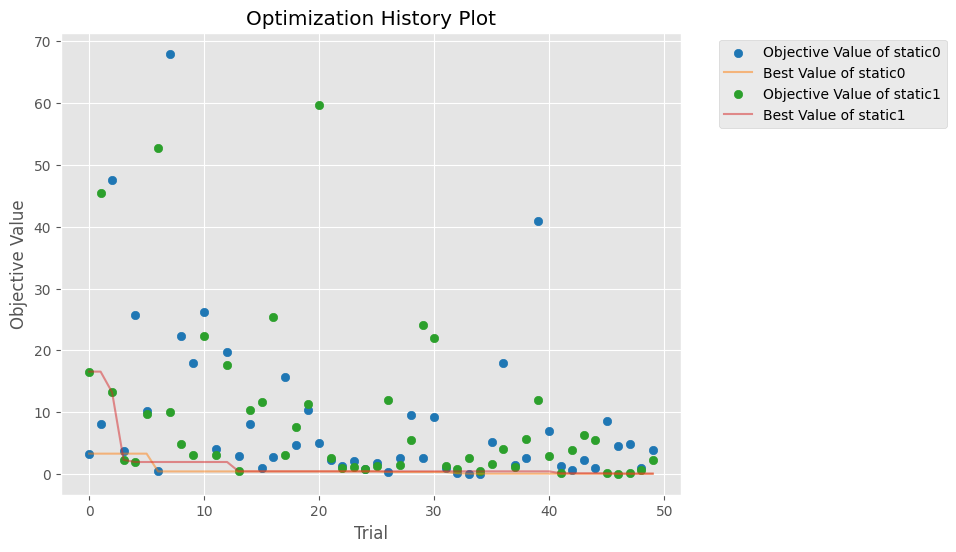 Optimization History Plot
Objective Value
70
60
50
40
30
20
10
0
0 10 20 30 40 50
Trial
Objective Value of static0
Best Value of static0
Objective Value of static1
Best Value of static1